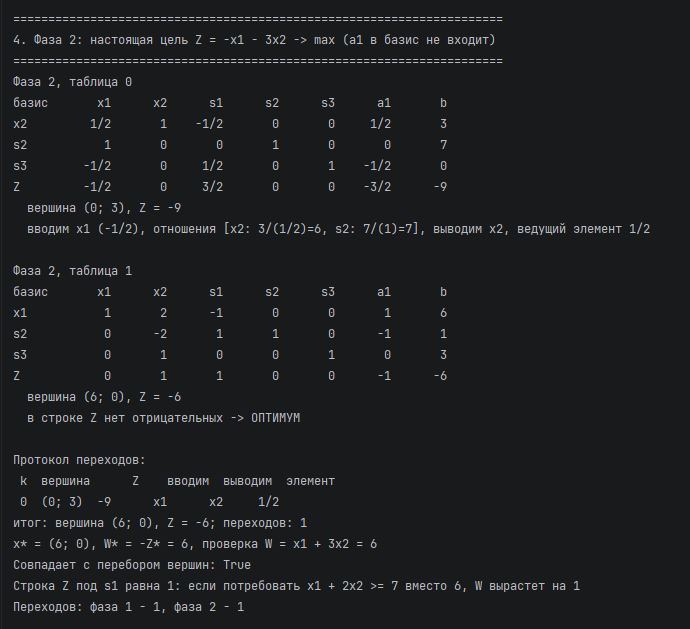 ======================================================================
4. Фаза 2: настоящая цель Z = -x1 - 3x2 -> max (a1 в базис не входит)
======================================================================
Фаза 2, таблица 0
базис x1 x2 s1 s2 s3 a1 b
x2 1/2 1 -1/2 0 0 1/2 3
s2 1 0 0 1 0 0 7
s3 -1/2 0 1/2 0 1 -1/2 0
Z -1/2 0 3/2 0 0 -3/2 -9
вершина (0; 3), Z = -9
вводим x1 (-1/2), отношения [x2: 3/(1/2)=6, s2: 7/(1)=7], выводим x2, ведущий элемент 1/2
Фаза 2, таблица 1
базис x1 x2 s1 s2 s3 a1 b
x1 1 2 -1 0 0 1 6
s2 0 -2 1 1 0 -1 1
s3 0 1 0 0 1 0 3
Z 0 1 1 0 0 -1 -6
вершина (6; 0), Z = -6
в строке Z нет отрицательных -> ОПТИМУМ
Протокол переходов:
k вершина Z вводим выводим элемент
0 (0; 3) -9 x1 x2 1/2
итог: вершина (6; 0), Z = -6; переходов: 1
x* = (6; 0), W* = -Z* = 6, проверка W = x1 + 3x2 = 6
Совпадает с перебором вершин: True
Строка Z под s1 равна 1: если потребовать x1 + 2x2 >= 7 вместо 6, W вырастет на 1
Переходов: фаза 1 - 1, фаза 2 - 1